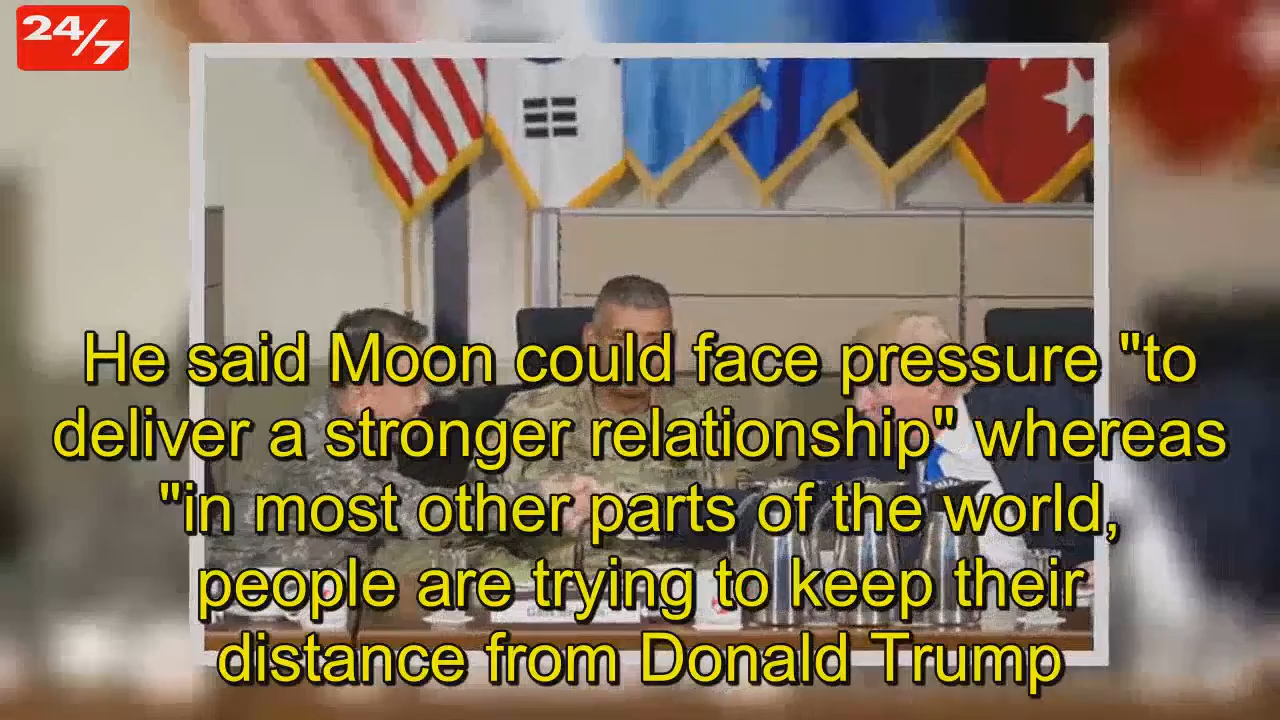 24/7
He said Moon could face pressure "to
deliver a stronger relationship" whereas
"in most other parts of the world,
people are trying to keep their
distance from Donald Trump